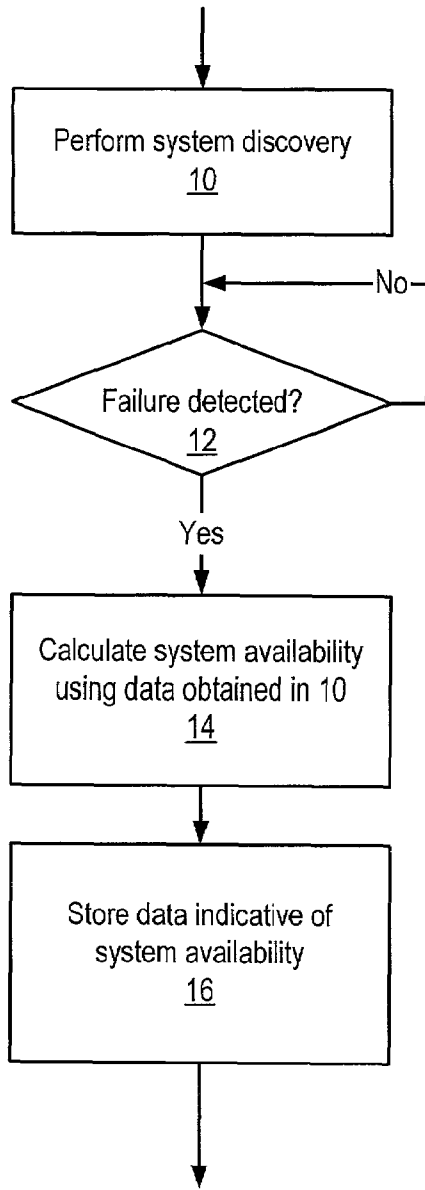 Perform system discovery
10
No
Failure detected?
12
Yes
Calculate system availability
using data obtained in 10
14
Store data indicative of
system availability
16